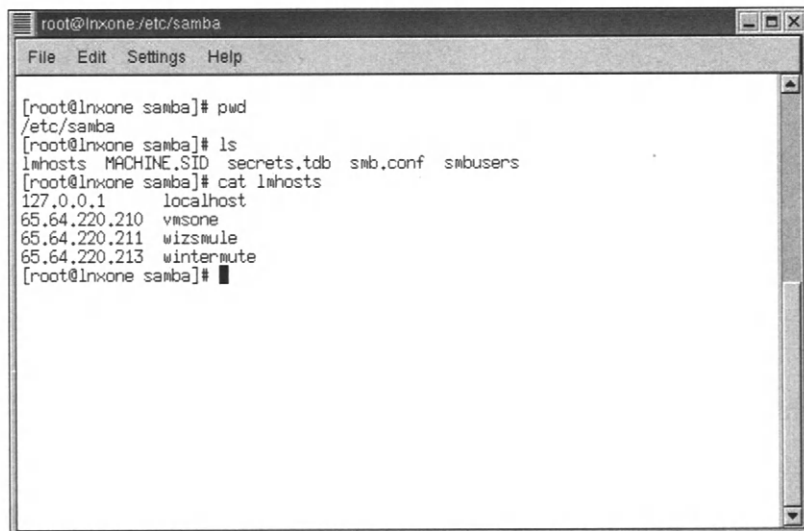 root@lnxone:/etc/samba
File Edit Settings Help
[root@lnxone samba]# pwd
/etc/samba
[root@lnxone samba]# ls
lmhosts MACHINE.SID secrets.tdb smb.conf smbusers
[root@lnxone samba]# cat lmhosts
127.0.0.1 localhost
65.64.220.210 vmsone
65.64.220.211 wizsmule
65.64.220.213 wintermute
[root@lnxone samba]#